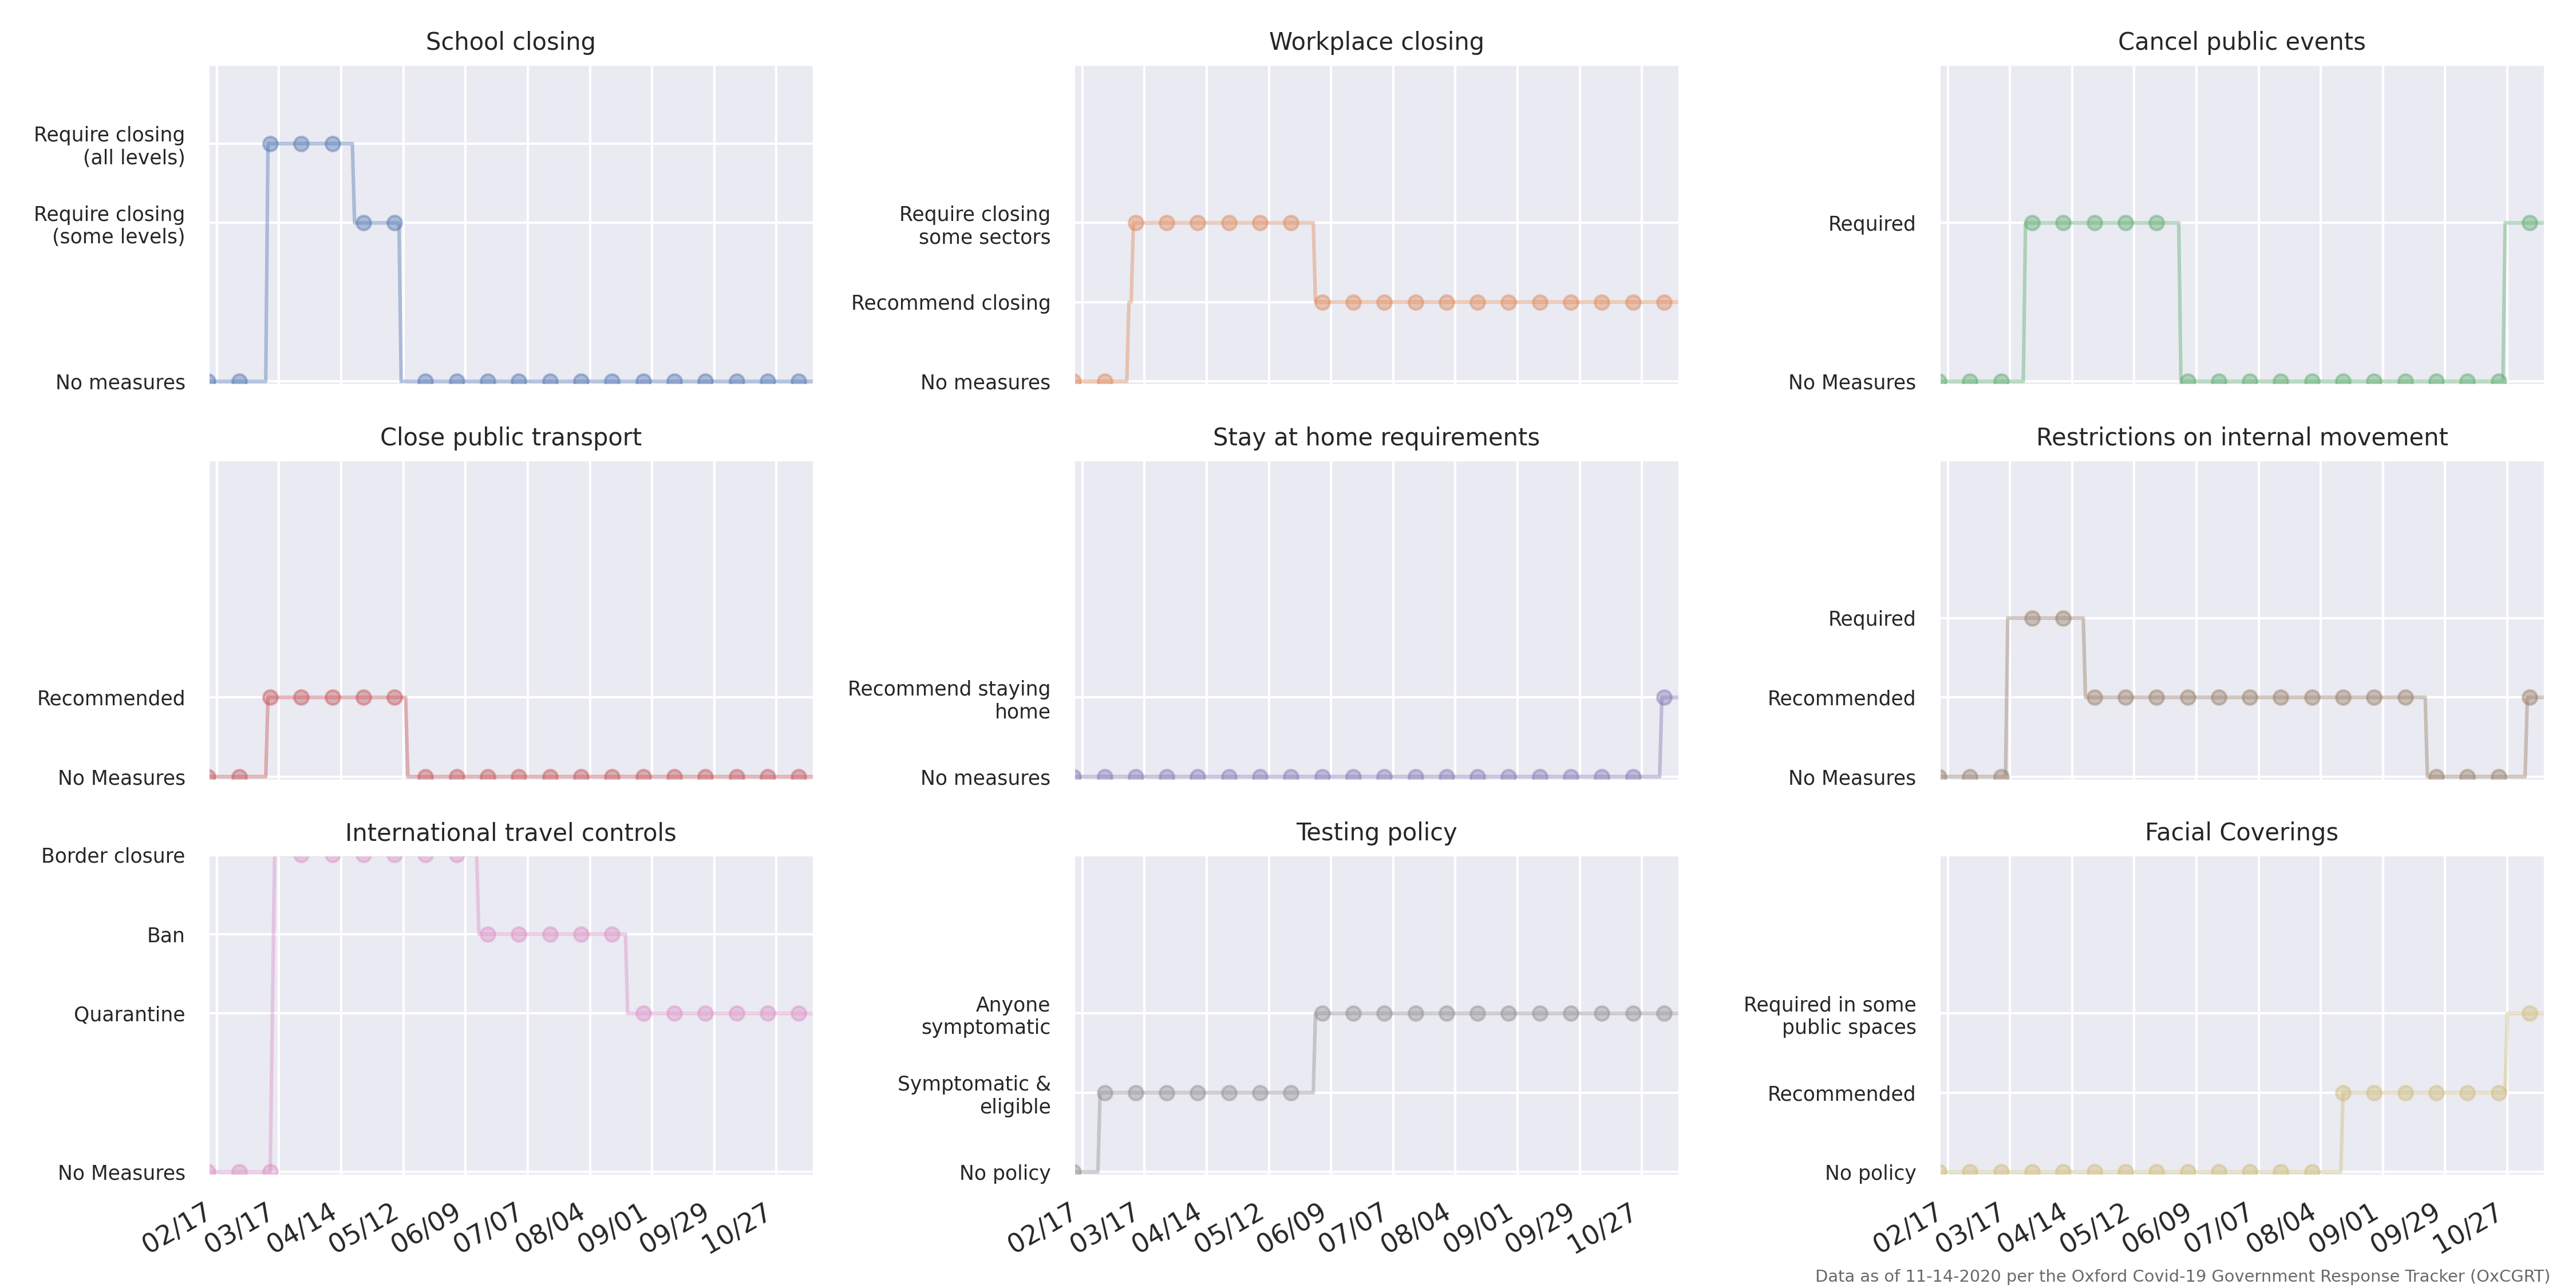 School closing
Require closing
(all levels)
Require closing
(some levels)
No measures
Workplace closing
Require closing
some sectors
Recommend closing
No measures
Cancel public events
Required
No Measures
Close public transport
Recommended
No Measures
Stay at home requirements
Recommend staying
home
No measures
Restrictions on internal movement
Required
Recommended
No Measures
International travel controls
Border closure
Ban
Quarantine
No Measures
02/17 03/17 04/14 05/12 06/09 07/07 08/04 09/01 09/29 10/27
Testing policy
Anyone
symptomatic
Symptomatic &
eligible
No policy
02/17 03/17 04/14 05/12 06/09 07/07 08/04 09/01 09/29 10/27
Facial Coverings
Required in some
public spaces
Recommended
No policy
02/17 03/17 04/14 05/12 06/09 07/07 08/04 09/01 09/29 10/27
Data as of 11-14-2020 per the Oxford Covid-19 Government Response Tracker (OxCGRT)